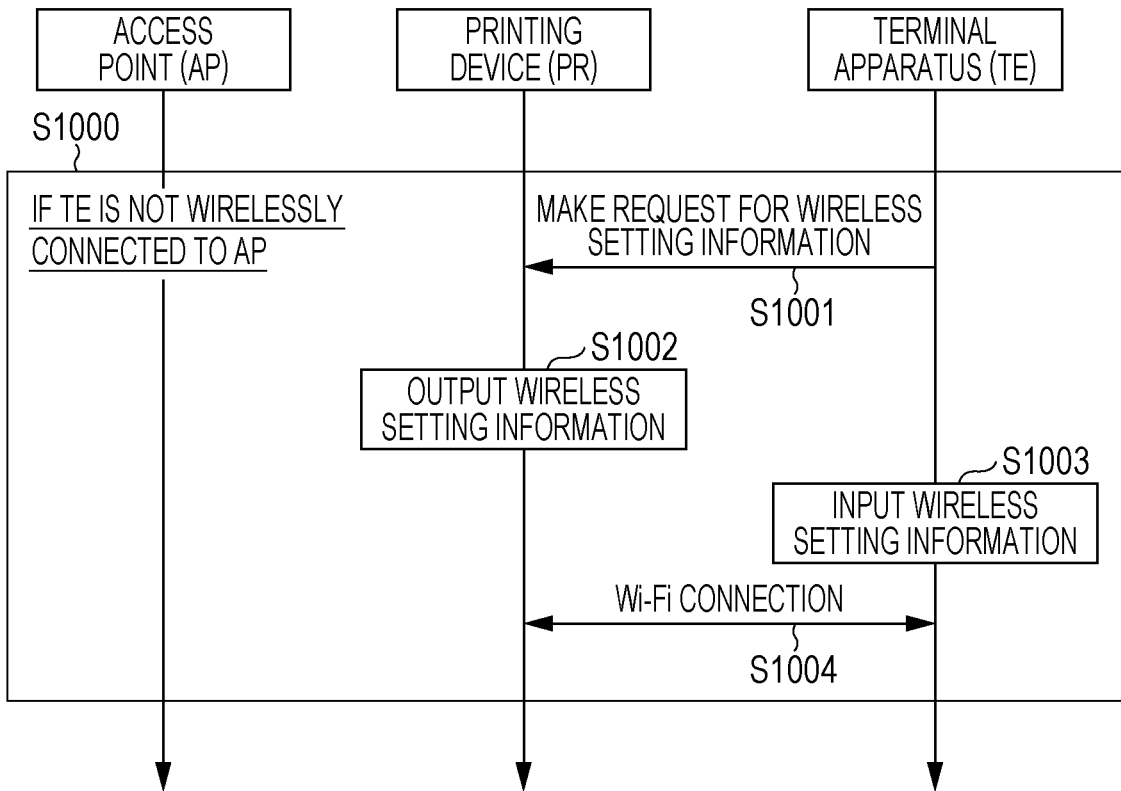 ACCESS
POINT (AP)
PRINTING
DEVICE (PR)
TERMINAL
APPARATUS (TE)
S1000
IF TE IS NOT WIRELESSLY
CONNECTED TO AP
MAKE REQUEST FOR WIRELESS
SETTING INFORMATION
S1001
S1002
OUTPUT WIRELESS
SETTING INFORMATION
S1003
INPUT WIRELESS
SETTING INFORMATION
Wi-Fi CONNECTION
S1004